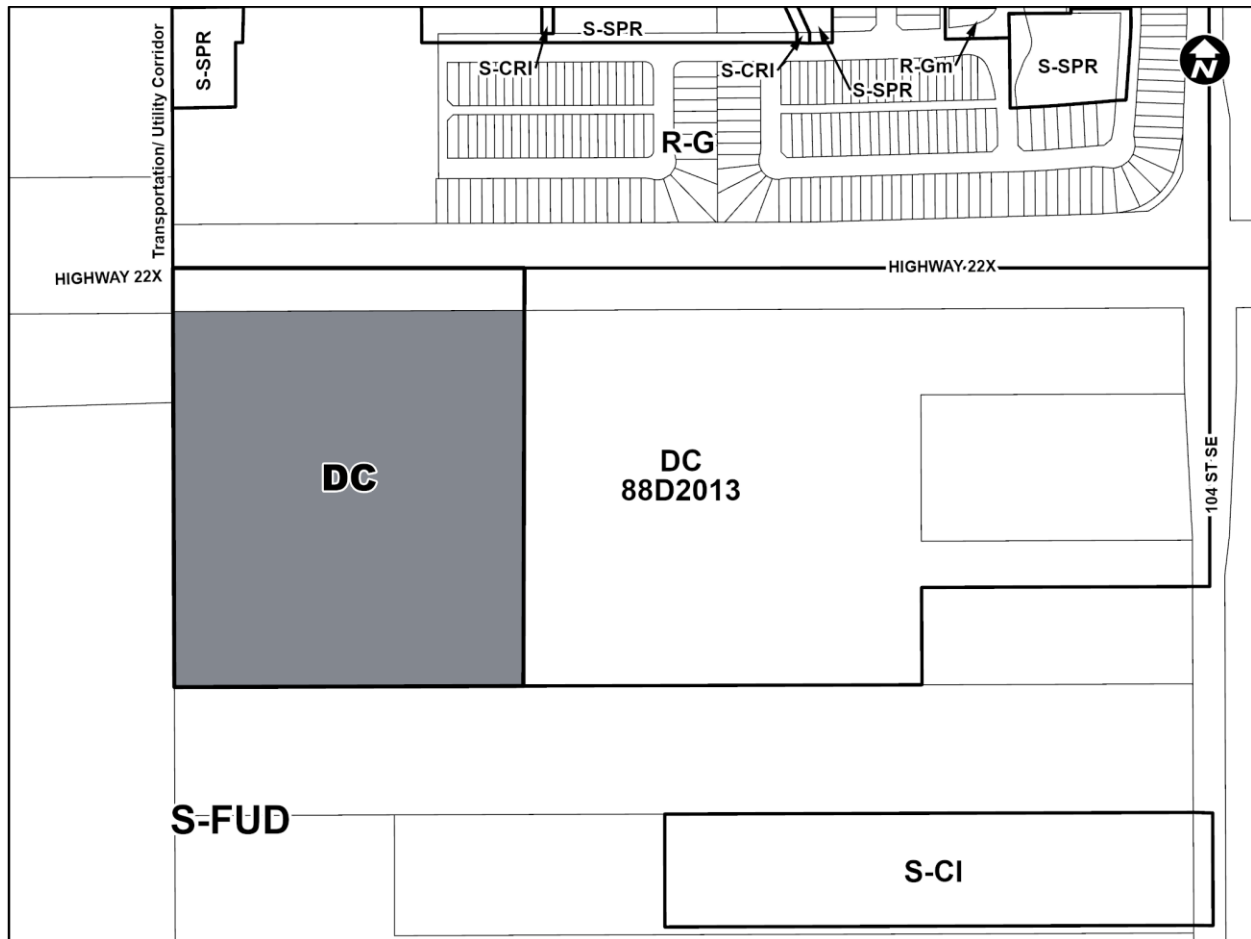 S-SPR
S-SPR
S-CRI
S-CRI
S-SPR
R-Gm
S-SPR
N
R-G
Transportation/ Utility Corridor
HIGHWAY 22X
HIGHWAY 22X
DC
DC
88D2013
104 ST SE
S-FUD
S-CI